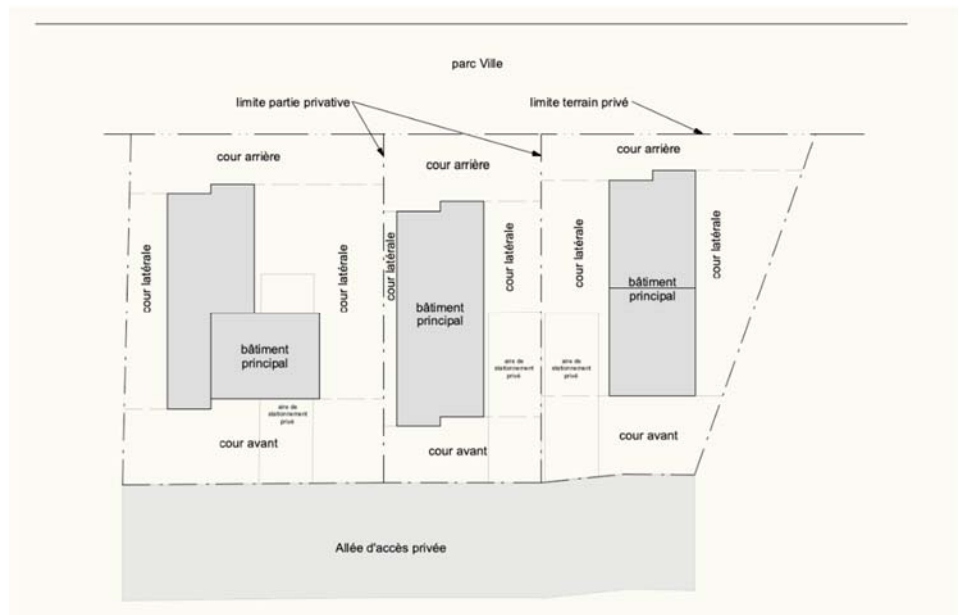 parc Ville
limite partie privative
limite terrain privé
cour arrière
cour arrière
cour arrière
cour latérale
cour latérale
cour latérale
cour latérale
cour latérale
cour latérale
bâtiment
principal
bâtiment
principal
bâtiment
principal
aire de
stationnement
privé
aire de
stationnement
privé
aire de
stationnement
privé
cour avant
cour avant
cour avant
Allée d'accès privée